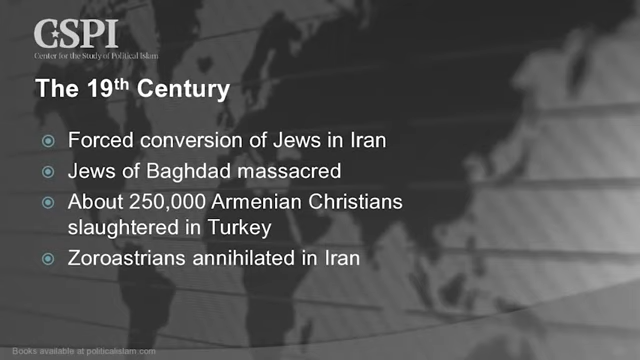 CSPI
Center for the Study of Political Islam
The 19th Century
Forced conversion of Jews in Iran
Jews of Baghdad massacred
About 250,000 Armenian Christians
slaughtered in Turkey
Zoroastrians annihilated in Iran
Books available at politicalislam.com